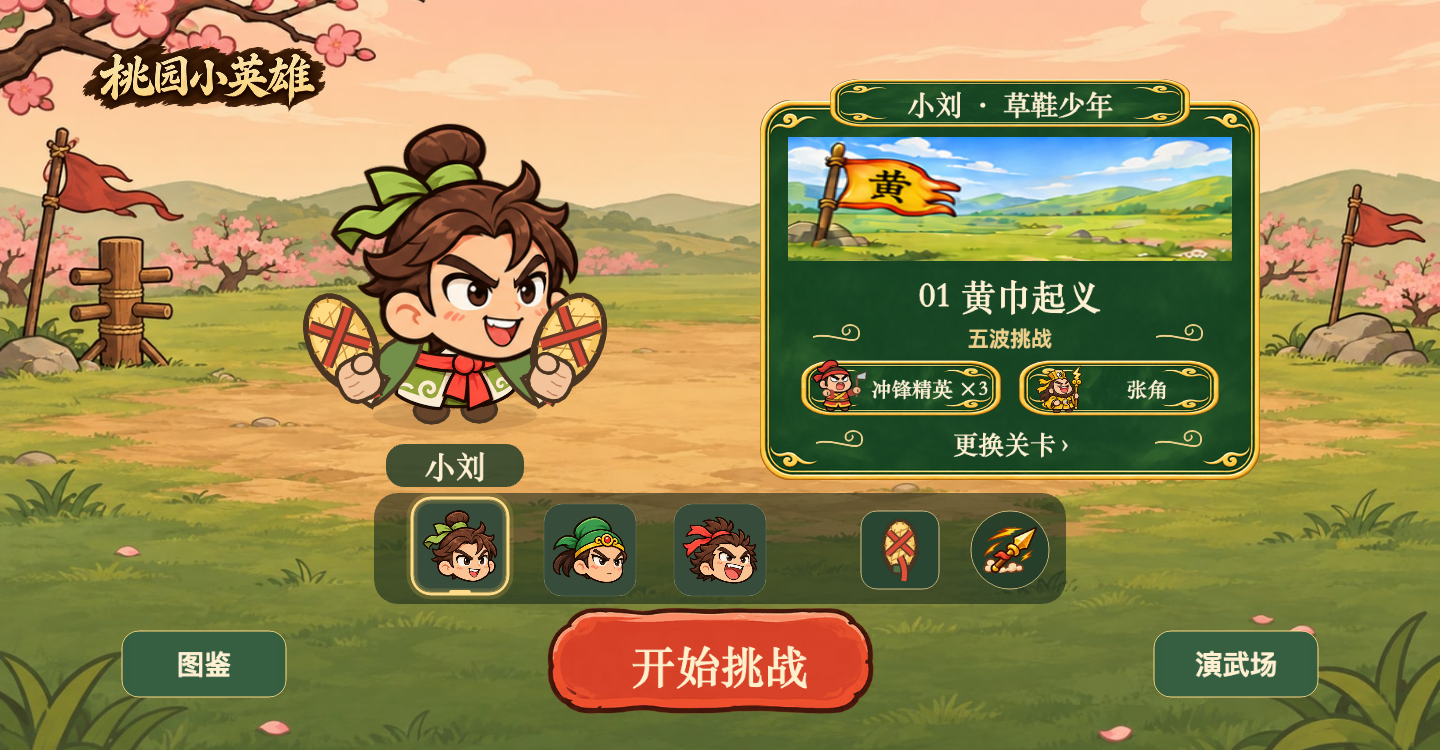 桃园小英雄
小刘 · 草鞋少年
黄
01 黄巾起义
五波挑战
冲锋精英 ×3
张角
更换关卡 ›
小刘
开始挑战
图鉴
演武场